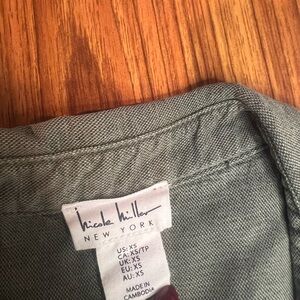 nicole miller
NEW YORK
US: XS
CA: XS/TP
UK: XS
EU: XS
AU: XS
MADE IN
CAMBODIA